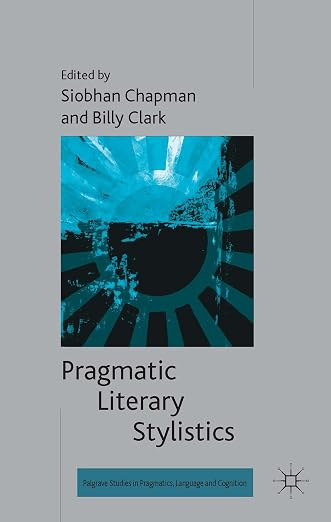 Edited by
Siobhan Chapman
and Billy Clark
Pragmatic
Literary
Stylistics
Palgrave Studies in Pragmatics, Language and Cognition